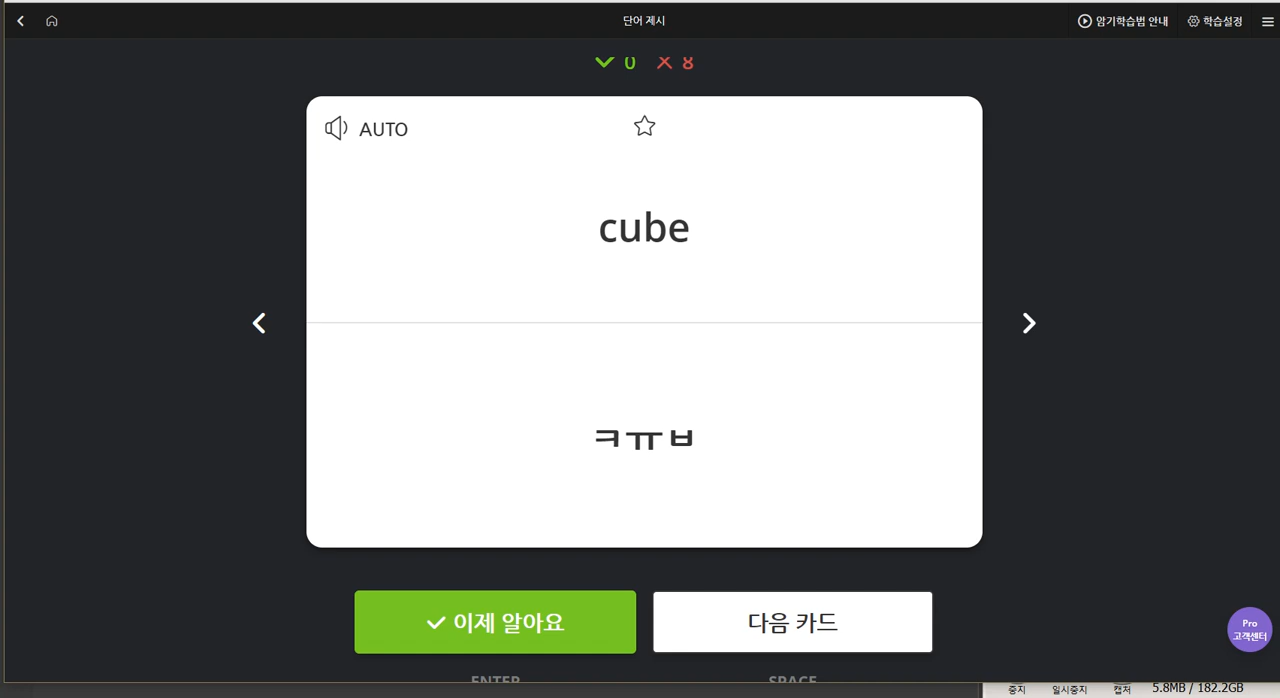 단어 제시
암기학습법 안내
학습설정
0 8
AUTO
cube
ㅋㅠㅂ
이제 알아요
다음 카드
ENTER
SPACE
Pro
고객센터
중지
일시중지
캡처
5.8MB / 182.2GB